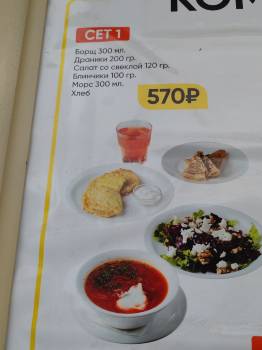 КОМ
СЕТ 1
Борщ 300 мл.
Драники 200 гр.
Салат со свеклой 120 гр.
Блинчики 100 гр.
Морс 300 мл.
Хлеб
570₽